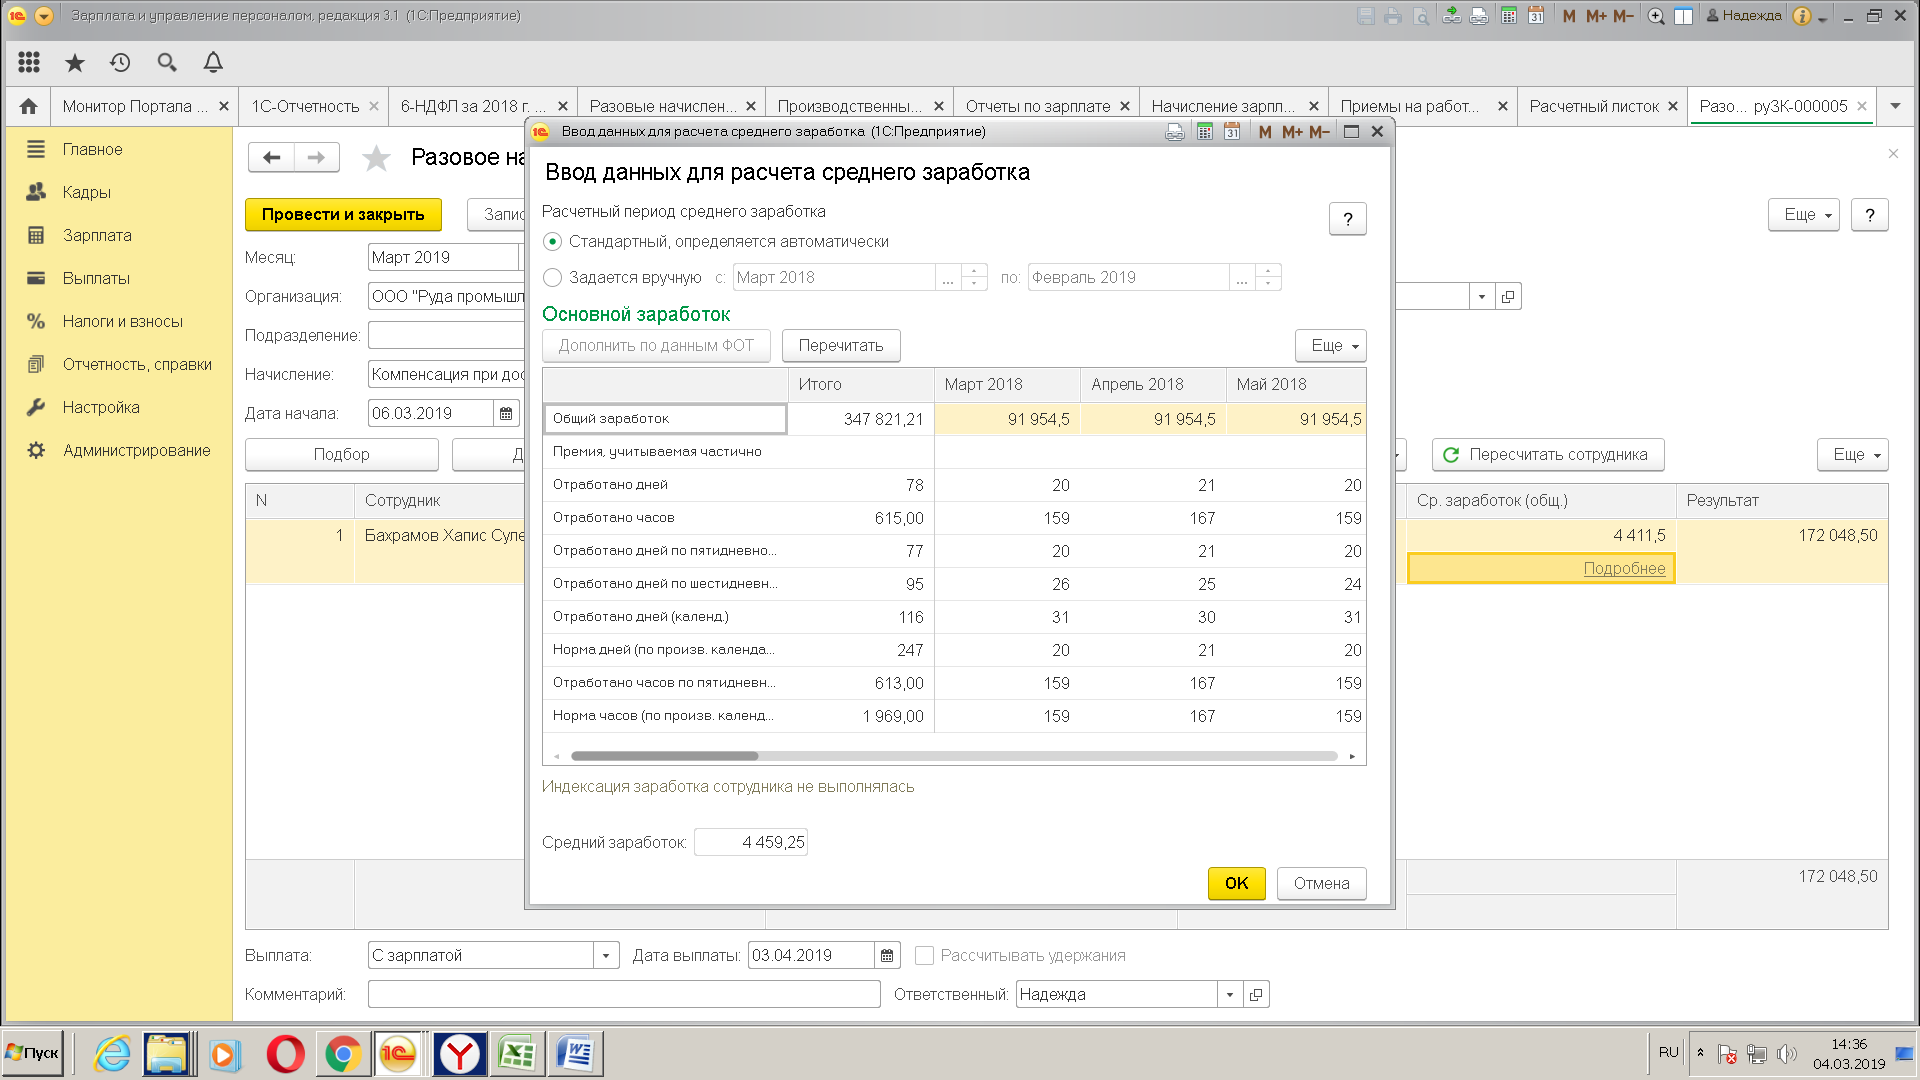 Зарплата и управление персоналом, редакция 3.1 (1С:Предприятие)
M M+ M− Надежда
Монитор Портала ... 1С-Отчетность 6-НДФЛ за 2018 г. ... Разовые начислен... Производственны... Отчеты по зарплате Начисление зарпл... Приемы на работ... Расчетный листок Разо... ру3К-000005
Главное
Кадры
Зарплата
Выплаты
Налоги и взносы
Отчетность, справки
Настройка
Администрирование
Разовое на
Провести и закрыть Запис Еще ?
Месяц: Март 2019
Организация: ООО "Руда промышл
Подразделение:
Начисление: Компенсация при дос
Дата начала: 06.03.2019
Подбор Д Пересчитать сотрудника Еще
N Сотрудник Ср. заработок (общ.) Результат
1 Бахрамов Хапис Суле 4 411,5 172 048,50
Подробнее
172 048,50
Ввод данных для расчета среднего заработка (1С:Предприятие) 31 M M+ M−
Ввод данных для расчета среднего заработка
Расчетный период среднего заработка ?
Стандартный, определяется автоматически
Задается вручную с: Март 2018 ... по: Февраль 2019 ...
Основной заработок
Дополнить по данным ФОТ Перечитать Еще
Итого Март 2018 Апрель 2018 Май 2018
Общий заработок 347 821,21 91 954,5 91 954,5 91 954,5
Премия, учитываемая частично
Отработано дней 78 20 21 20
Отработано часов 615,00 159 167 159
Отработано дней по пятидневно... 77 20 21 20
Отработано дней по шестидневн... 95 26 25 24
Отработано дней (календ.) 116 31 30 31
Норма дней (по произв. календа... 247 20 21 20
Отработано часов по пятидневн... 613,00 159 167 159
Норма часов (по произв. календ... 1 969,00 159 167 159
Индексация заработка сотрудника не выполнялась
Средний заработок: 4 459,25
OK Отмена
Выплата: С зарплатой Дата выплаты: 03.04.2019 Рассчитывать удержания
Комментарий: Ответственный: Надежда
Пуск RU 14:36
04.03.2019